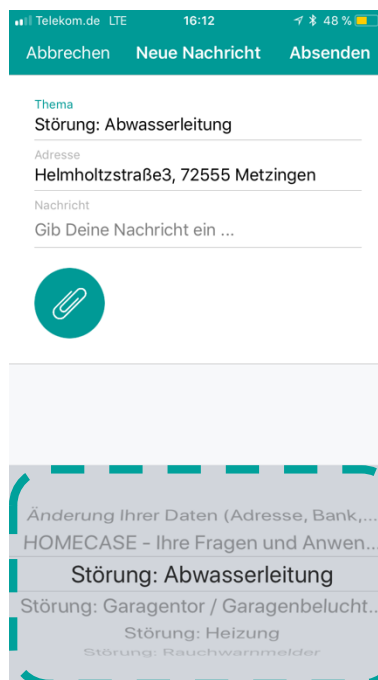 Telekom.de LTE 16:12 48 %
Abbrechen Neue Nachricht Absenden
Thema
Störung: Abwasserleitung
Adresse
Helmholtzstraße3, 72555 Metzingen
Nachricht
Gib Deine Nachricht ein ...
Änderung Ihrer Daten (Adresse, Bank,...
HOMECASE - Ihre Fragen und Anwen...
Störung: Abwasserleitung
Störung: Garagentor / Garagenbelucht...
Störung: Heizung
Störung: Rauchwarnmelder